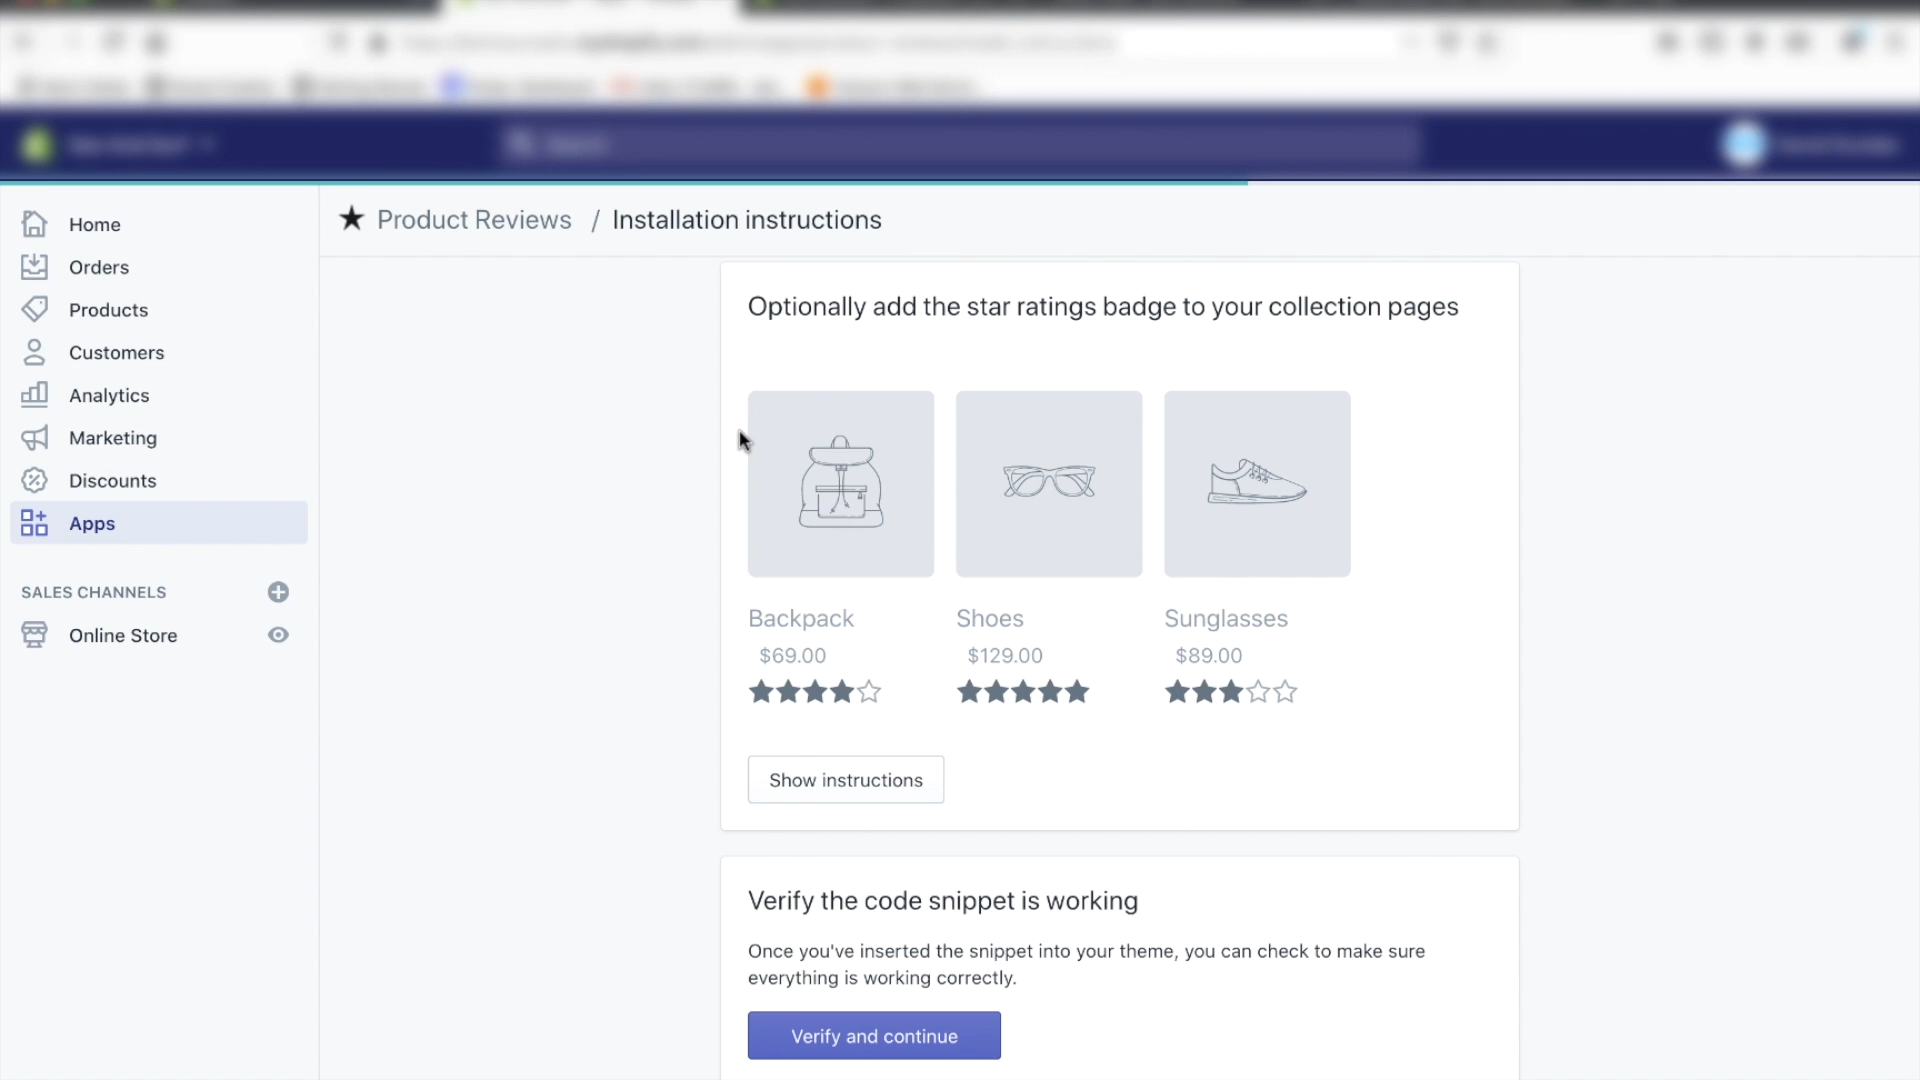 Product Reviews / Installation instructions
Home
Orders
Products
Customers
Analytics
Marketing
Discounts
Apps
SALES CHANNELS
Online Store
Optionally add the star ratings badge to your collection pages
Backpack
$69.00
Shoes
$129.00
Sunglasses
$89.00
Show instructions
Verify the code snippet is working
Once you've inserted the snippet into your theme, you can check to make sure
everything is working correctly.
Verify and continue